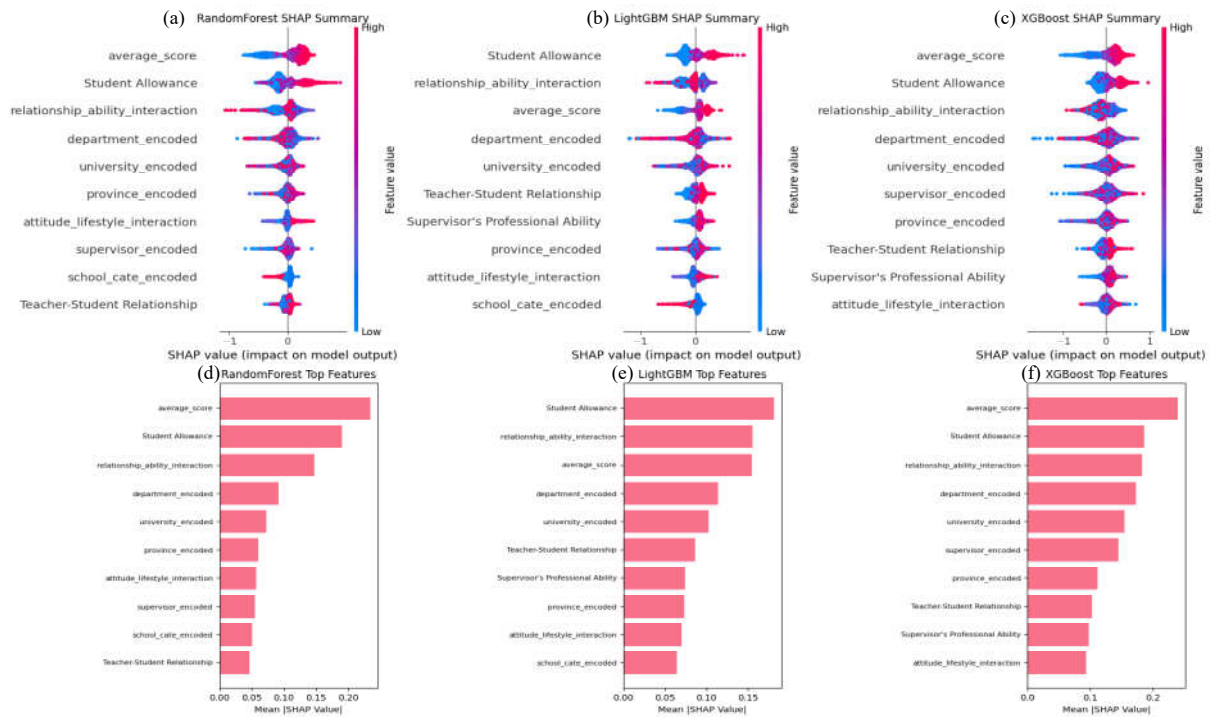 (a) RandomForest SHAP Summary
High
average_score
Student Allowance
relationship_ability_interaction
department_encoded
university_encoded
province_encoded
attitude_lifestyle_interaction
supervisor_encoded
school_cate_encoded
Teacher-Student Relationship
Feature value
Low
−1
0
SHAP value (impact on model output)
(b) LightGBM SHAP Summary
High
Student Allowance
relationship_ability_interaction
average_score
department_encoded
university_encoded
Teacher-Student Relationship
Supervisor's Professional Ability
province_encoded
attitude_lifestyle_interaction
school_cate_encoded
Feature value
Low
−1
0
SHAP value (impact on model output)
(c) XGBoost SHAP Summary
High
average_score
Student Allowance
relationship_ability_interaction
department_encoded
university_encoded
supervisor_encoded
province_encoded
Teacher-Student Relationship
Supervisor's Professional Ability
attitude_lifestyle_interaction
Feature value
Low
−1
0
1
SHAP value (impact on model output)
(d) RandomForest Top Features
average_score
Student Allowance
relationship_ability_interaction
department_encoded
university_encoded
province_encoded
attitude_lifestyle_interaction
supervisor_encoded
school_cate_encoded
Teacher-Student Relationship
0.00 0.05 0.10 0.15 0.20
Mean |SHAP Value|
(e) LightGBM Top Features
Student Allowance
relationship_ability_interaction
average_score
department_encoded
university_encoded
Teacher-Student Relationship
Supervisor's Professional Ability
province_encoded
attitude_lifestyle_interaction
school_cate_encoded
0.00 0.05 0.10 0.15
Mean |SHAP Value|
(f) XGBoost Top Features
average_score
Student Allowance
relationship_ability_interaction
department_encoded
university_encoded
supervisor_encoded
province_encoded
Teacher-Student Relationship
Supervisor's Professional Ability
attitude_lifestyle_interaction
0.0 0.1 0.2
Mean |SHAP Value|